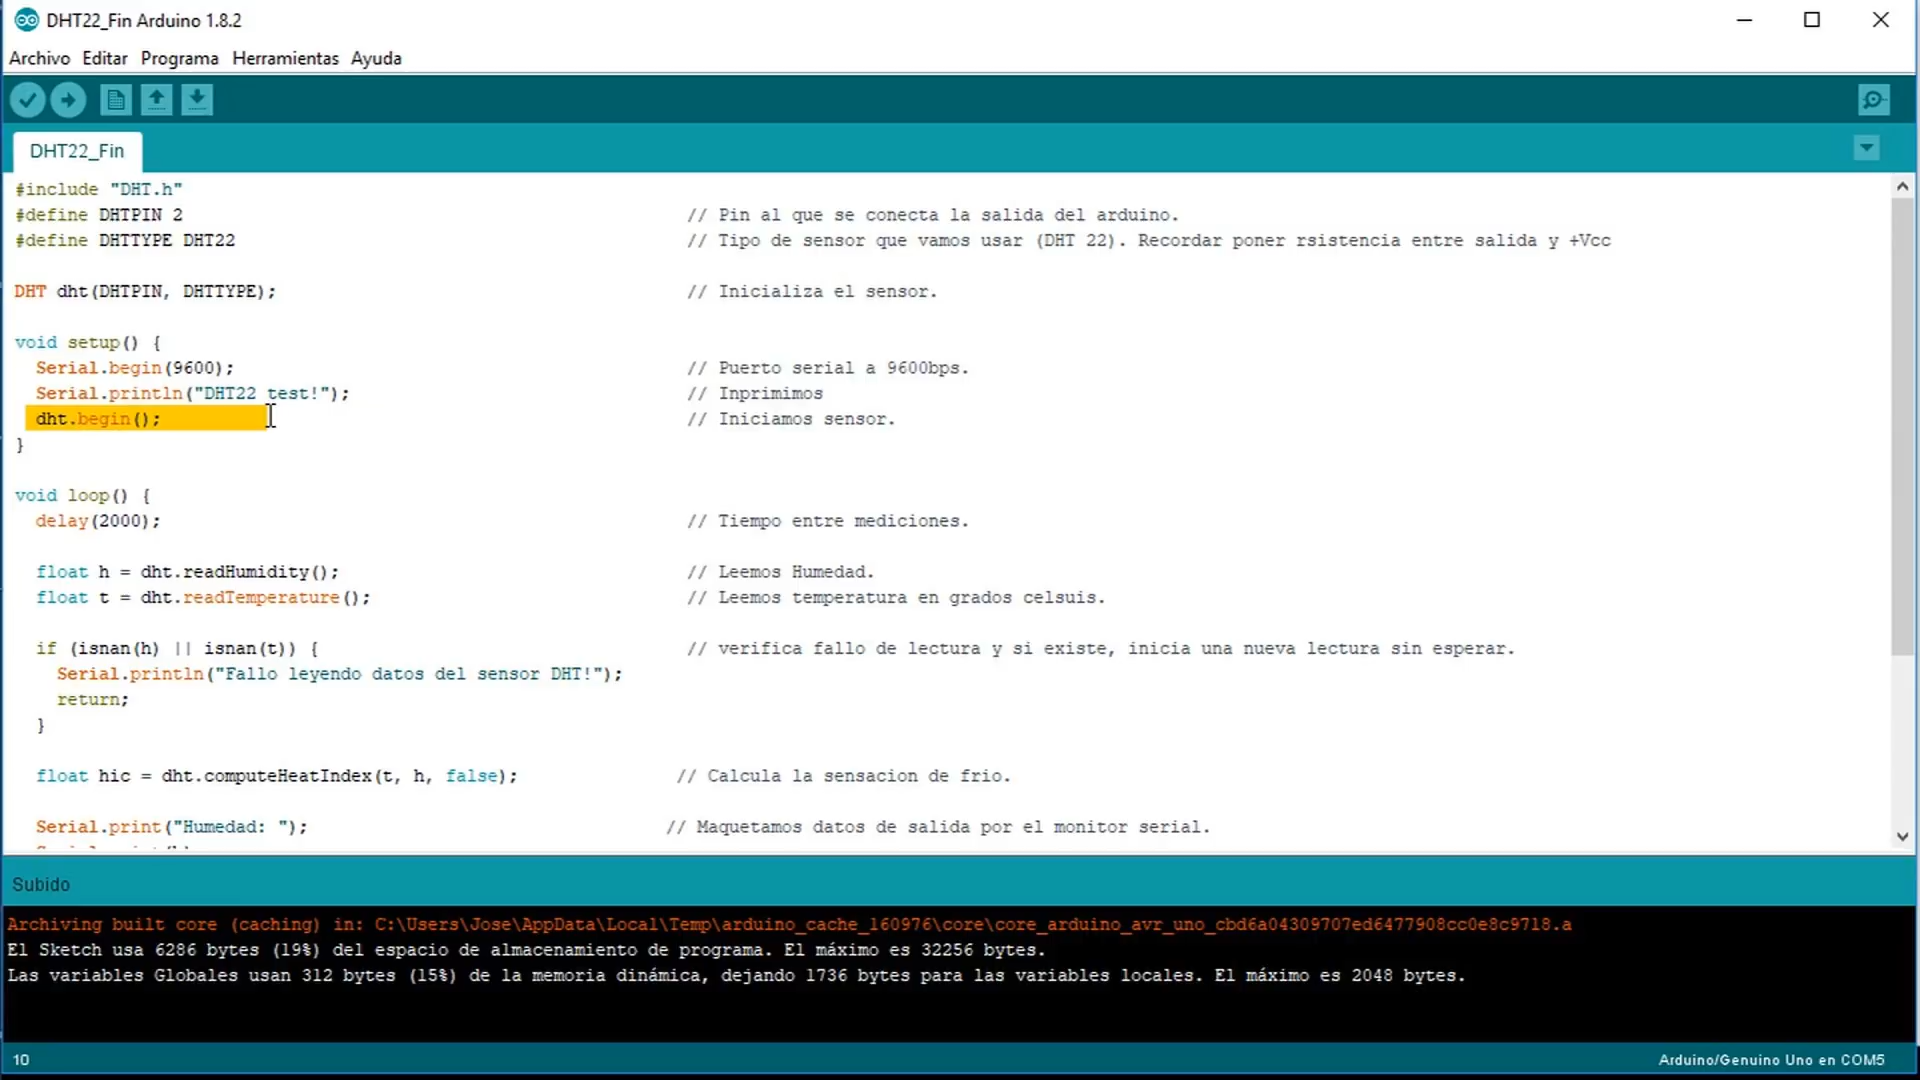 DHT22_Fin Arduino 1.8.2
Archivo Editar Programa Herramientas Ayuda
DHT22_Fin
#include "DHT.h"
#define DHTPIN 2 // Pin al que se conecta la salida del arduino.
#define DHTTYPE DHT22 // Tipo de sensor que vamos usar (DHT 22). Recordar poner rsistencia entre salida y +Vcc
DHT dht(DHTPIN, DHTTYPE); // Inicializa el sensor.
void setup() {
Serial.begin(9600); // Puerto serial a 9600bps.
Serial.println("DHT22 test!"); // Inprimimos
dht.begin(); // Iniciamos sensor.
}
void loop() {
delay(2000); // Tiempo entre mediciones.
float h = dht.readHumidity(); // Leemos Humedad.
float t = dht.readTemperature(); // Leemos temperatura en grados celsuis.
if (isnan(h) || isnan(t)) { // verifica fallo de lectura y si existe, inicia una nueva lectura sin esperar.
Serial.println("Fallo leyendo datos del sensor DHT!");
return;
}
float hic = dht.computeHeatIndex(t, h, false); // Calcula la sensacion de frio.
Serial.print("Humedad: "); // Maquetamos datos de salida por el monitor serial.
Subido
Archiving built core (caching) in: C:\Users\Jose\AppData\Local\Temp\arduino_cache_160976\core\core_arduino_avr_uno_cbd6a04309707ed6477908cc0e8c9718.a
El Sketch usa 6286 bytes (19%) del espacio de almacenamiento de programa. El máximo es 32256 bytes.
Las variables Globales usan 312 bytes (15%) de la memoria dinámica, dejando 1736 bytes para las variables locales. El máximo es 2048 bytes.
10 Arduino/Genuino Uno en COM5